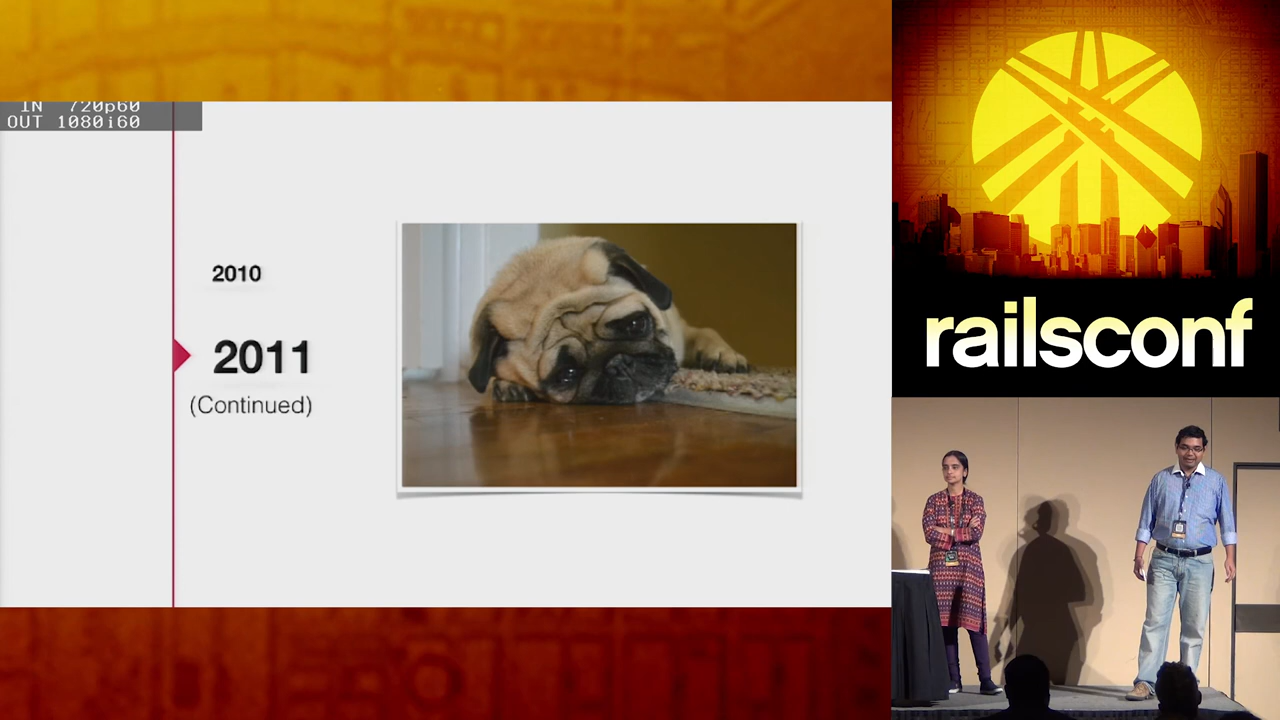 IN 720p60
OUT 1080i60
2010
2011
(Continued)
railsconf